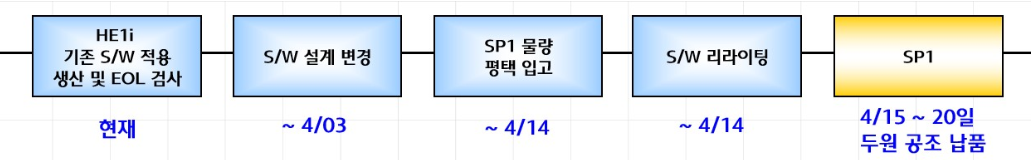 HE1i
기존 S/W 적용
생산 및 EOL 검사
S/W 설계 변경
SP1 물량
평택 입고
S/W 리라이팅
SP1
현재
~ 4/03
~ 4/14
~ 4/14
4/15 ~ 20일
두원 공조 납품